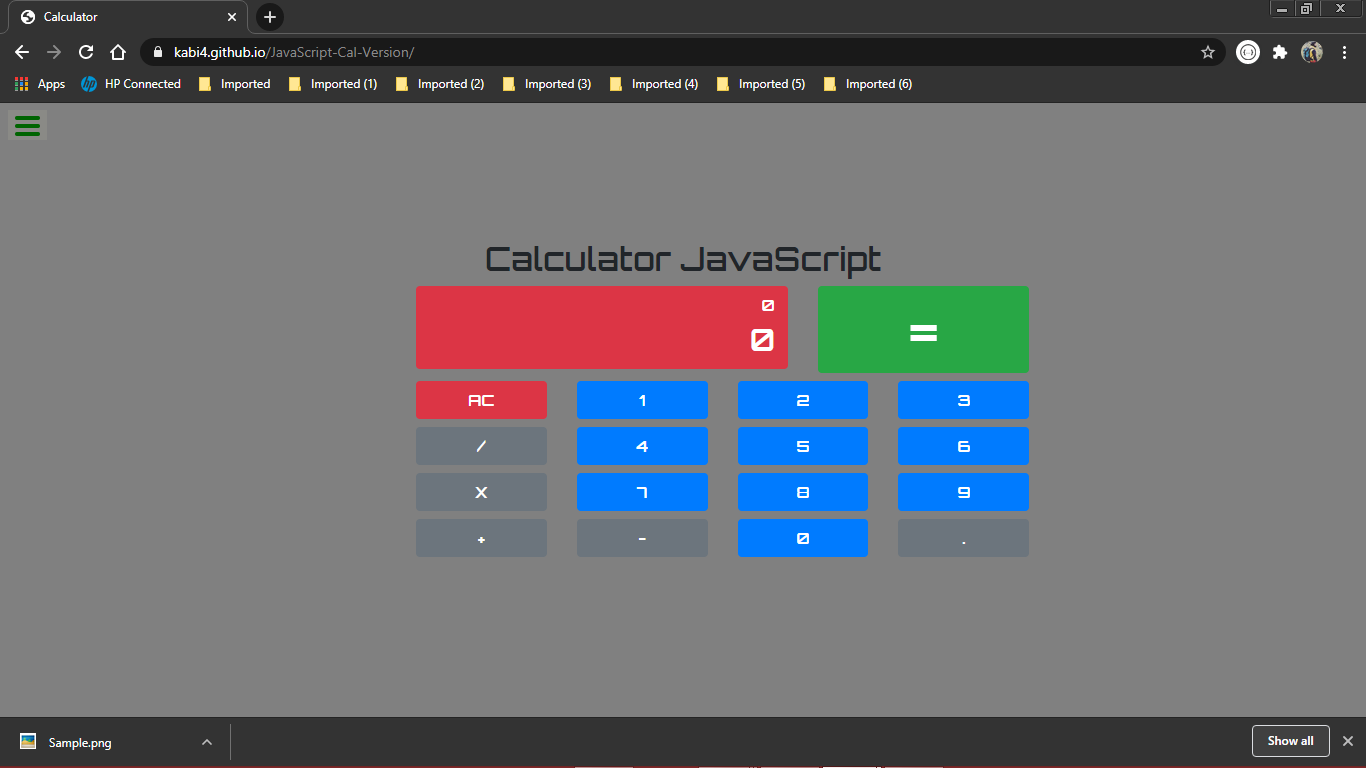 Calculator
kabi4.github.io/JavaScript-Cal-Version/
Apps HP Connected Imported Imported (1) Imported (2) Imported (3) Imported (4) Imported (5) Imported (6)
Calculator JavaScript
0
0
=
AC 1 2 3
/ 4 5 6
X 7 8 9
+ - 0 .
Sample.png Show all